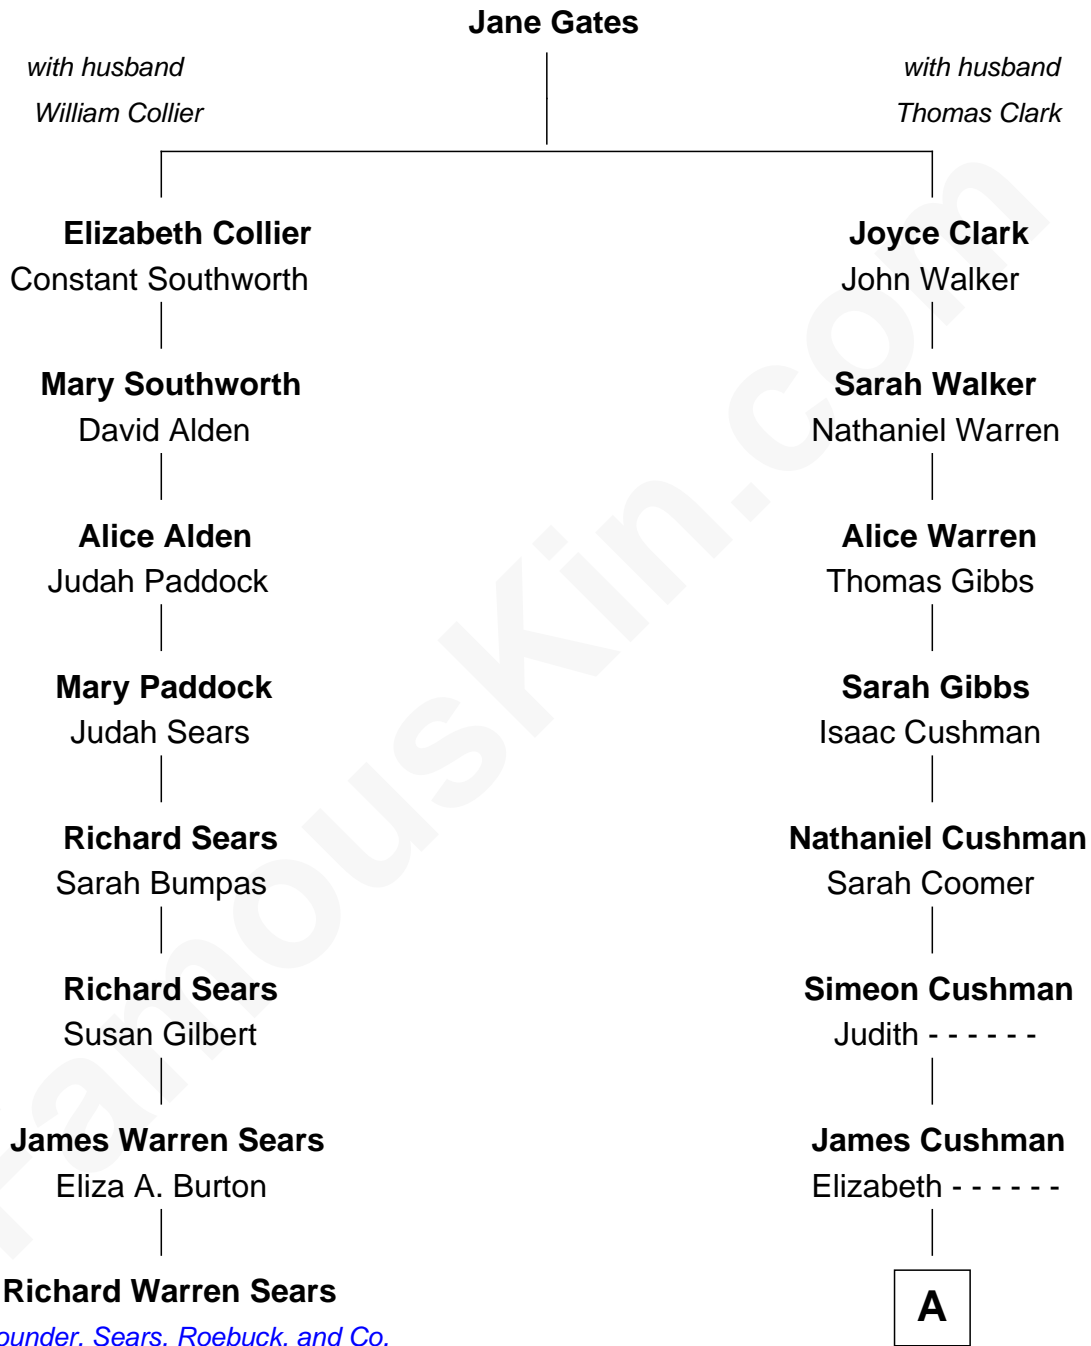 Jane Gates
with husband
William Collier
with husband
Thomas Clark
Elizabeth Collier
Constant Southworth
Joyce Clark
John Walker
Mary Southworth
David Alden
Sarah Walker
Nathaniel Warren
Alice Alden
Judah Paddock
Alice Warren
Thomas Gibbs
Mary Paddock
Judah Sears
Sarah Gibbs
Isaac Cushman
Richard Sears
Sarah Bumpas
Nathaniel Cushman
Sarah Coomer
Richard Sears
Susan Gilbert
Simeon Cushman
Judith - - - - - -
James Warren Sears
Eliza A. Burton
James Cushman
Elizabeth - - - - - -
Richard Warren Sears
ounder, Sears, Roebuck, and Co.
A
FamousKin.com